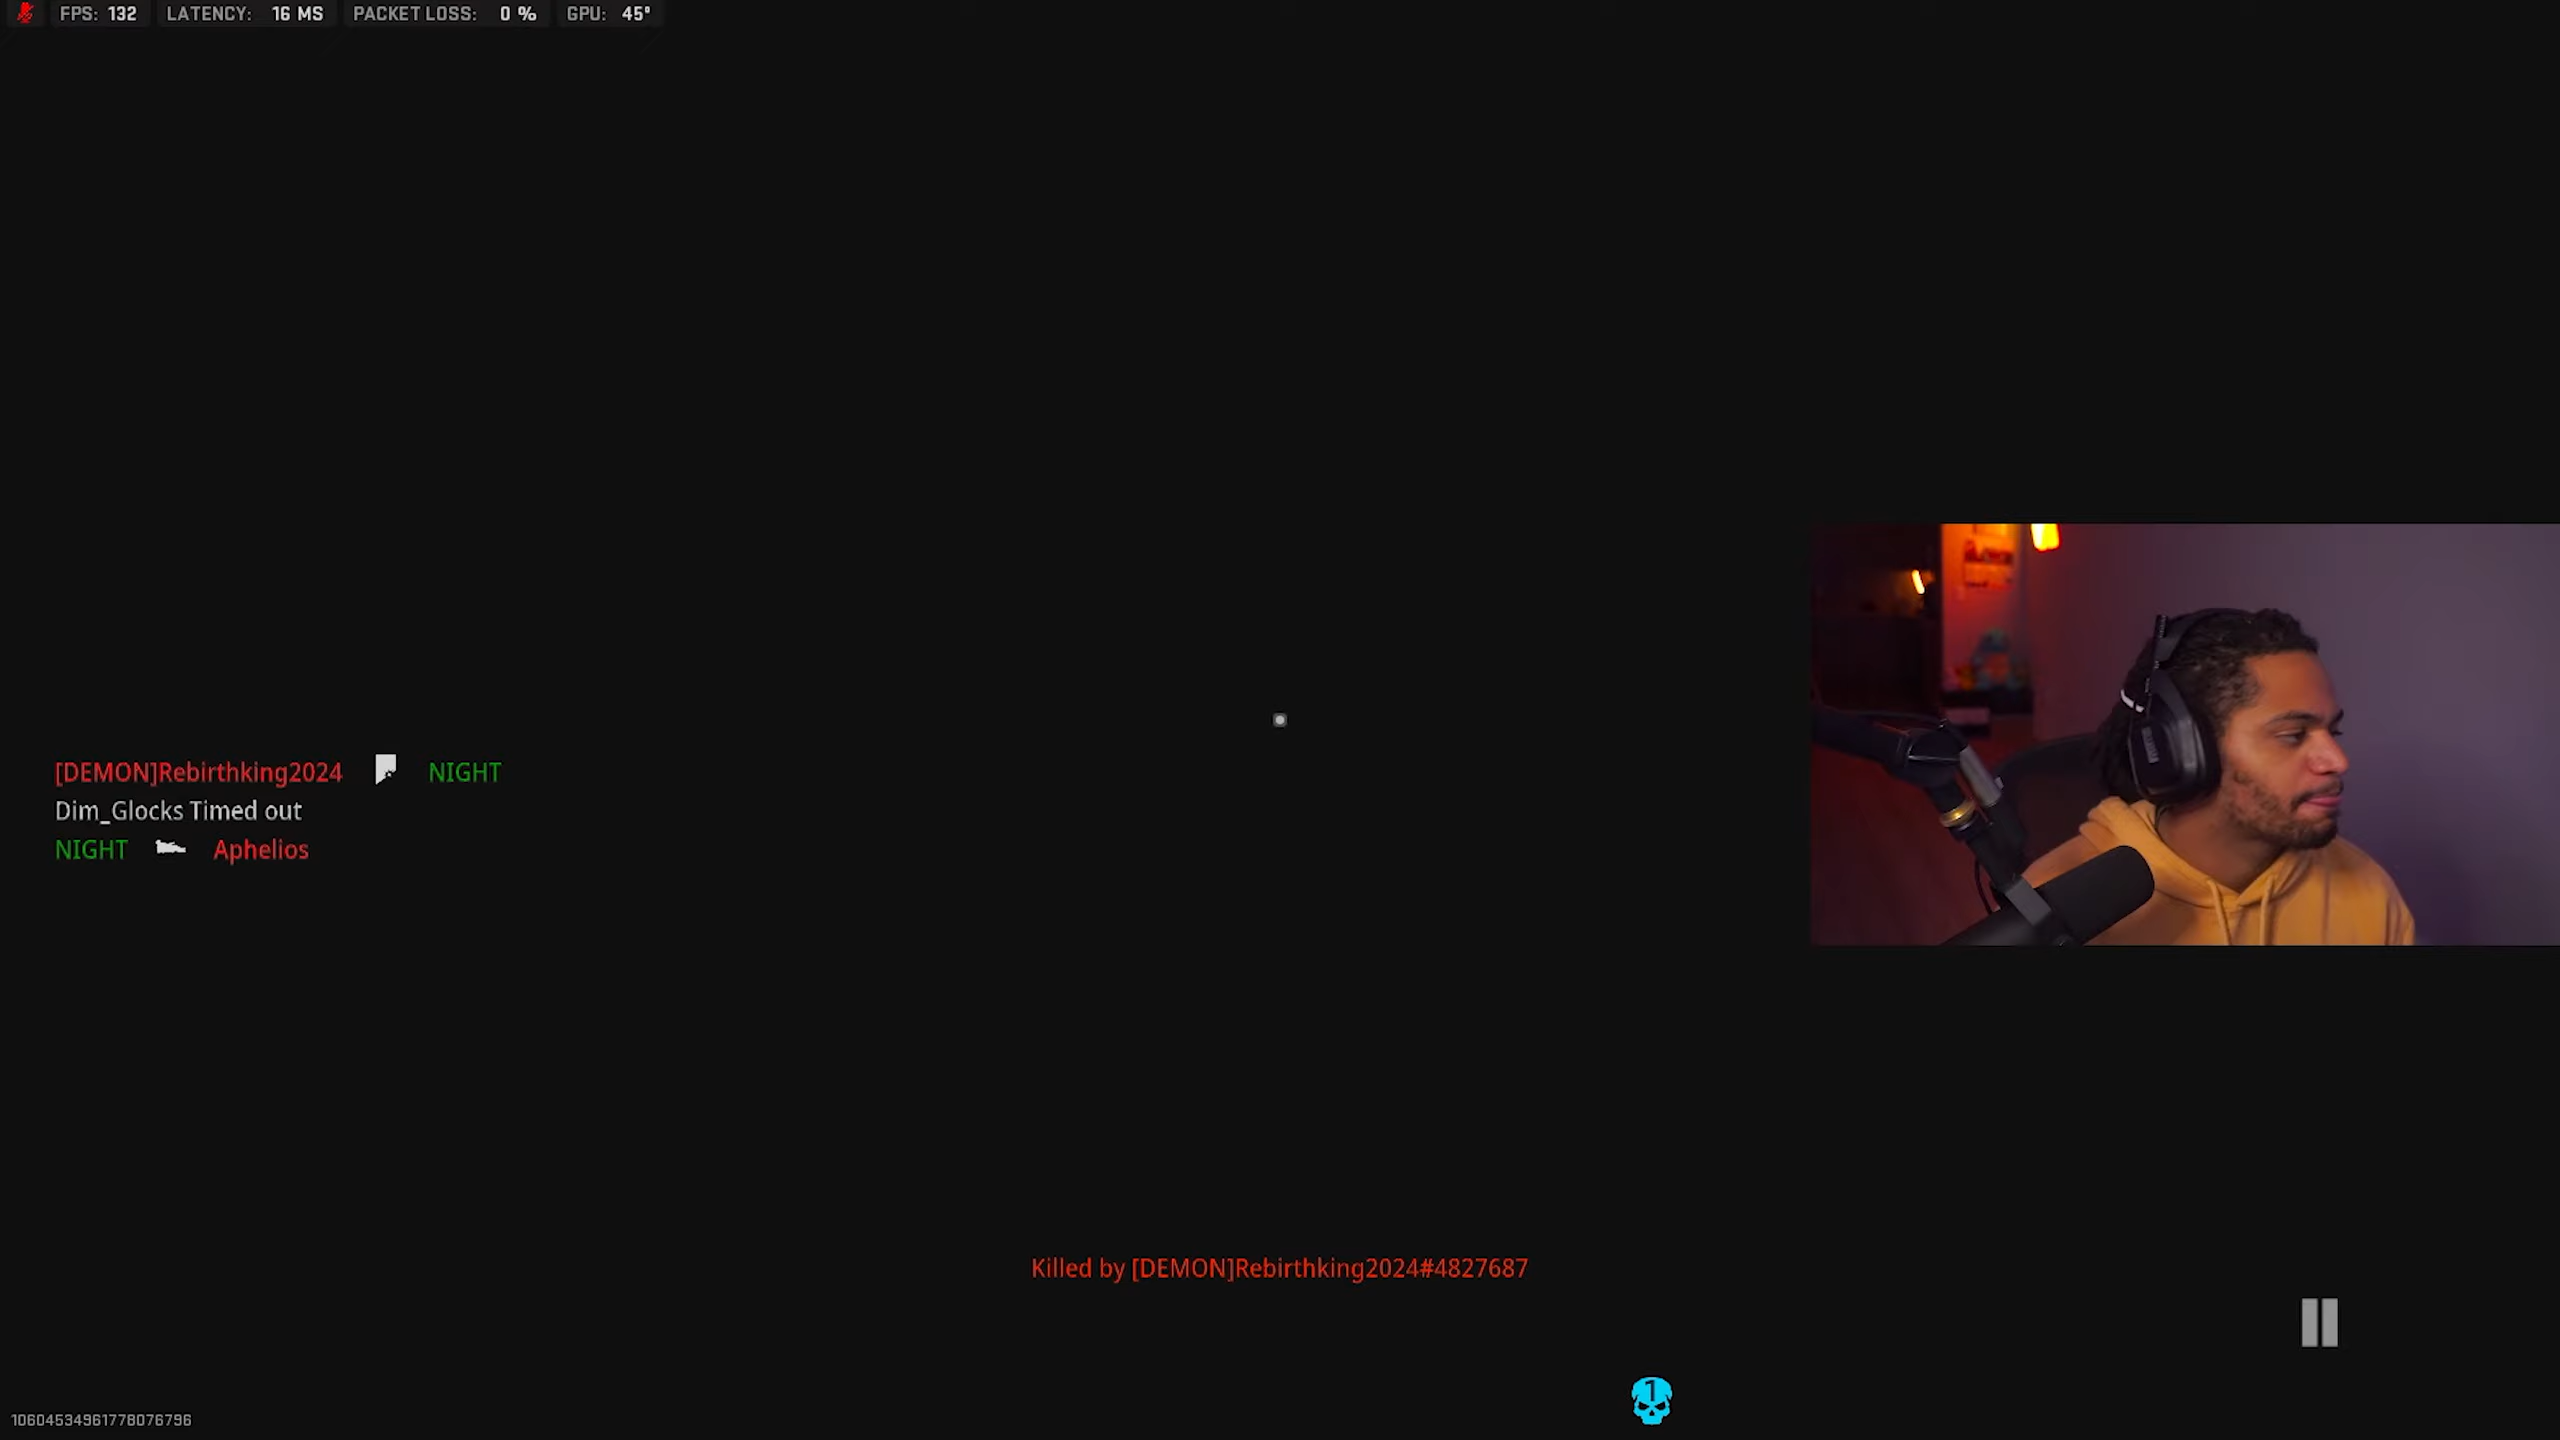 FPS: 132 LATENCY: 16 MS PACKET LOSS: 0 % GPU: 45°
[DEMON]Rebirthking2024 NIGHT
Dim_Glocks Timed out
NIGHT Aphelios
Killed by [DEMON]Rebirthking2024#4827687
1
10604534961778076796